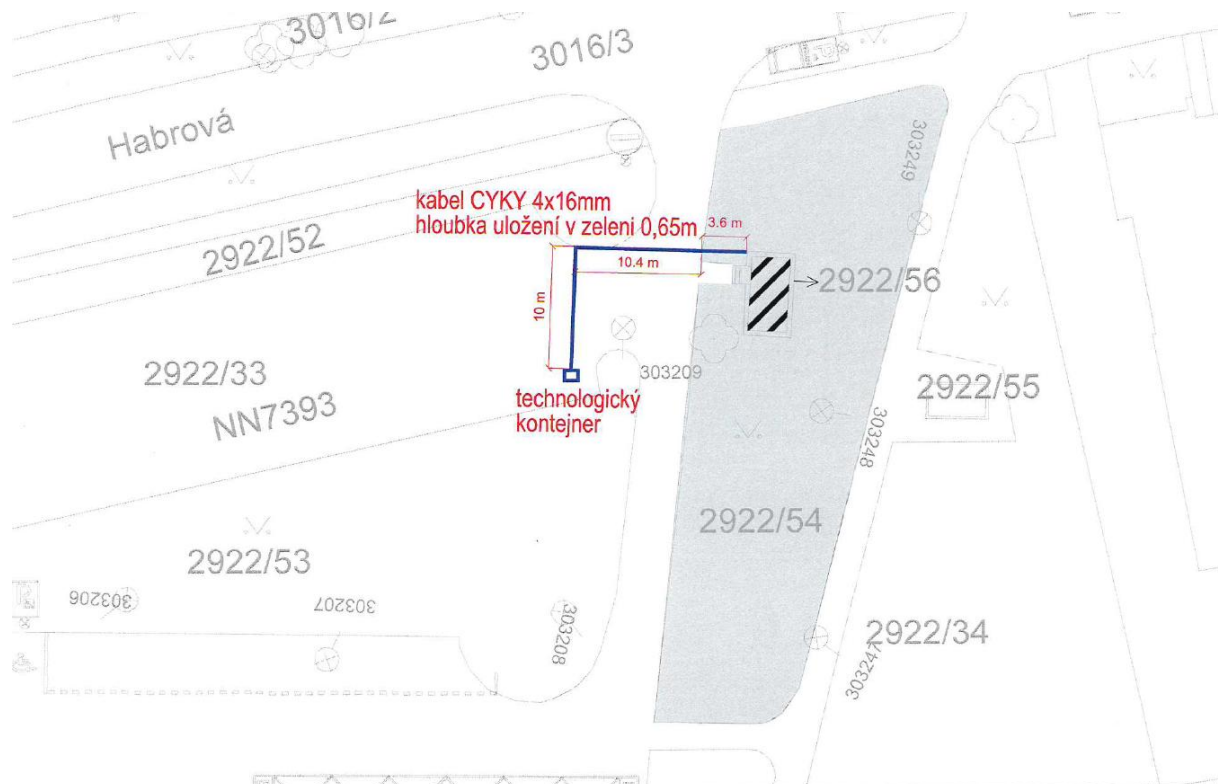 3016/2
3016/3
Habrová
303249
kabel CYKY 4x16mm
hloubka uložení v zeleni 0,65m
3.6 m
2922/52
10.4 m
2922/56
10 m
2922/33
303209
2922/55
NN7393
technologický
kontejner
303248
2922/54
2922/53
303206
303207
303208
2922/34
303247